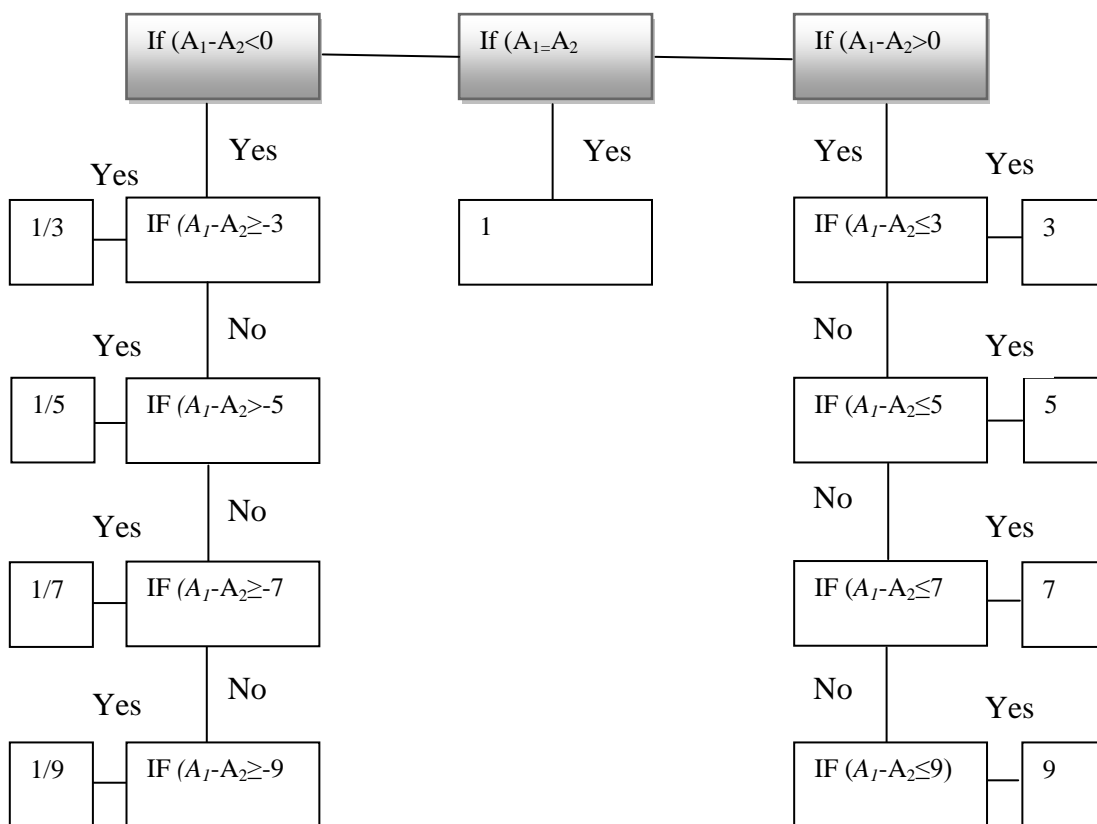 If (A₁-A₂<0
If (A₁₌A₂
If (A₁-A₂>0
Yes
Yes
Yes
Yes
Yes
1/3
IF (A₁-A₂≥-3
1
IF (A₁-A₂≤3
3
No
No
Yes
Yes
1/5
IF (A₁-A₂>-5
IF (A₁-A₂≤5
5
No
No
Yes
Yes
1/7
IF (A₁-A₂≥-7
IF (A₁-A₂≤7
7
No
No
Yes
Yes
1/9
IF (A₁-A₂≥-9
IF (A₁-A₂≤9)
9